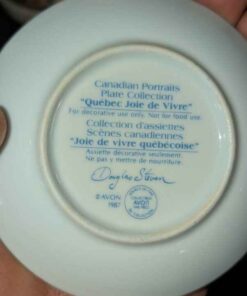 Canadian Portraits
Plate Collection
"Québec Joie de Vivre"
For decorative use only. Not for food use.
Collection d'assiettes
Scènes canadiennes
"Joie de vivre québécoise"
Assiette décorative seulement.
Ne pas y mettre de nourriture.
©AVON
1987
AVON